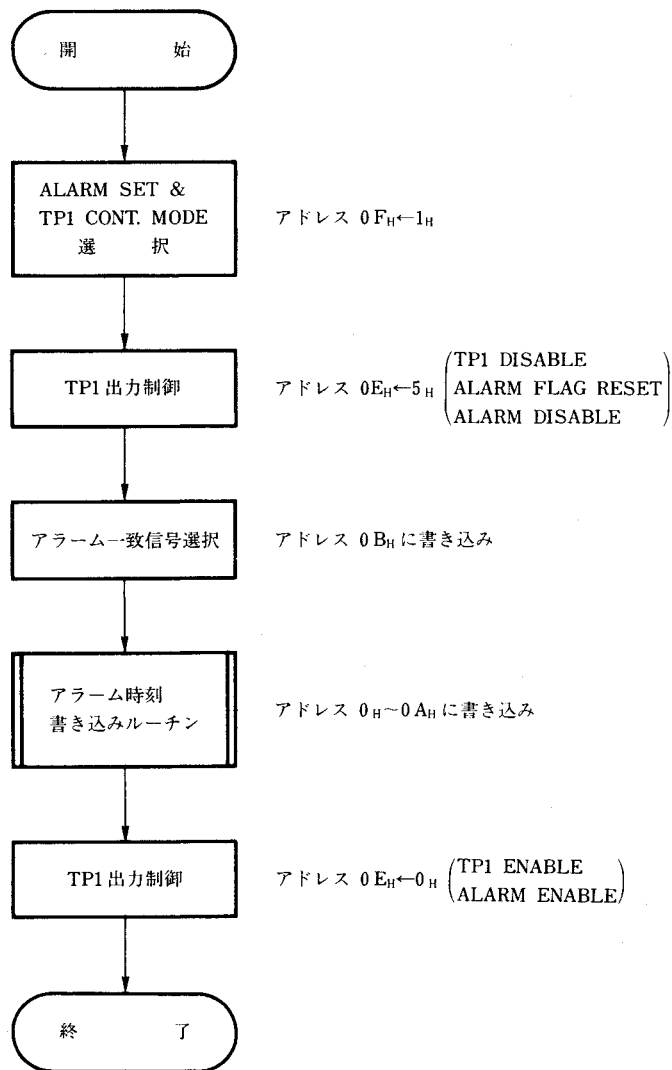 開 始
ALARM SET &
TP1 CONT. MODE
選 択
アドレス 0FH←1H
TP1出力制御
アドレス 0EH←5H
TP1 DISABLE
ALARM FLAG RESET
ALARM DISABLE
アラーム一致信号選択
アドレス 0BHに書き込み
アラーム時刻
書き込みルーチン
アドレス 0H~0AHに書き込み
TP1出力制御
アドレス 0EH←0H
TP1 ENABLE
ALARM ENABLE
終 了